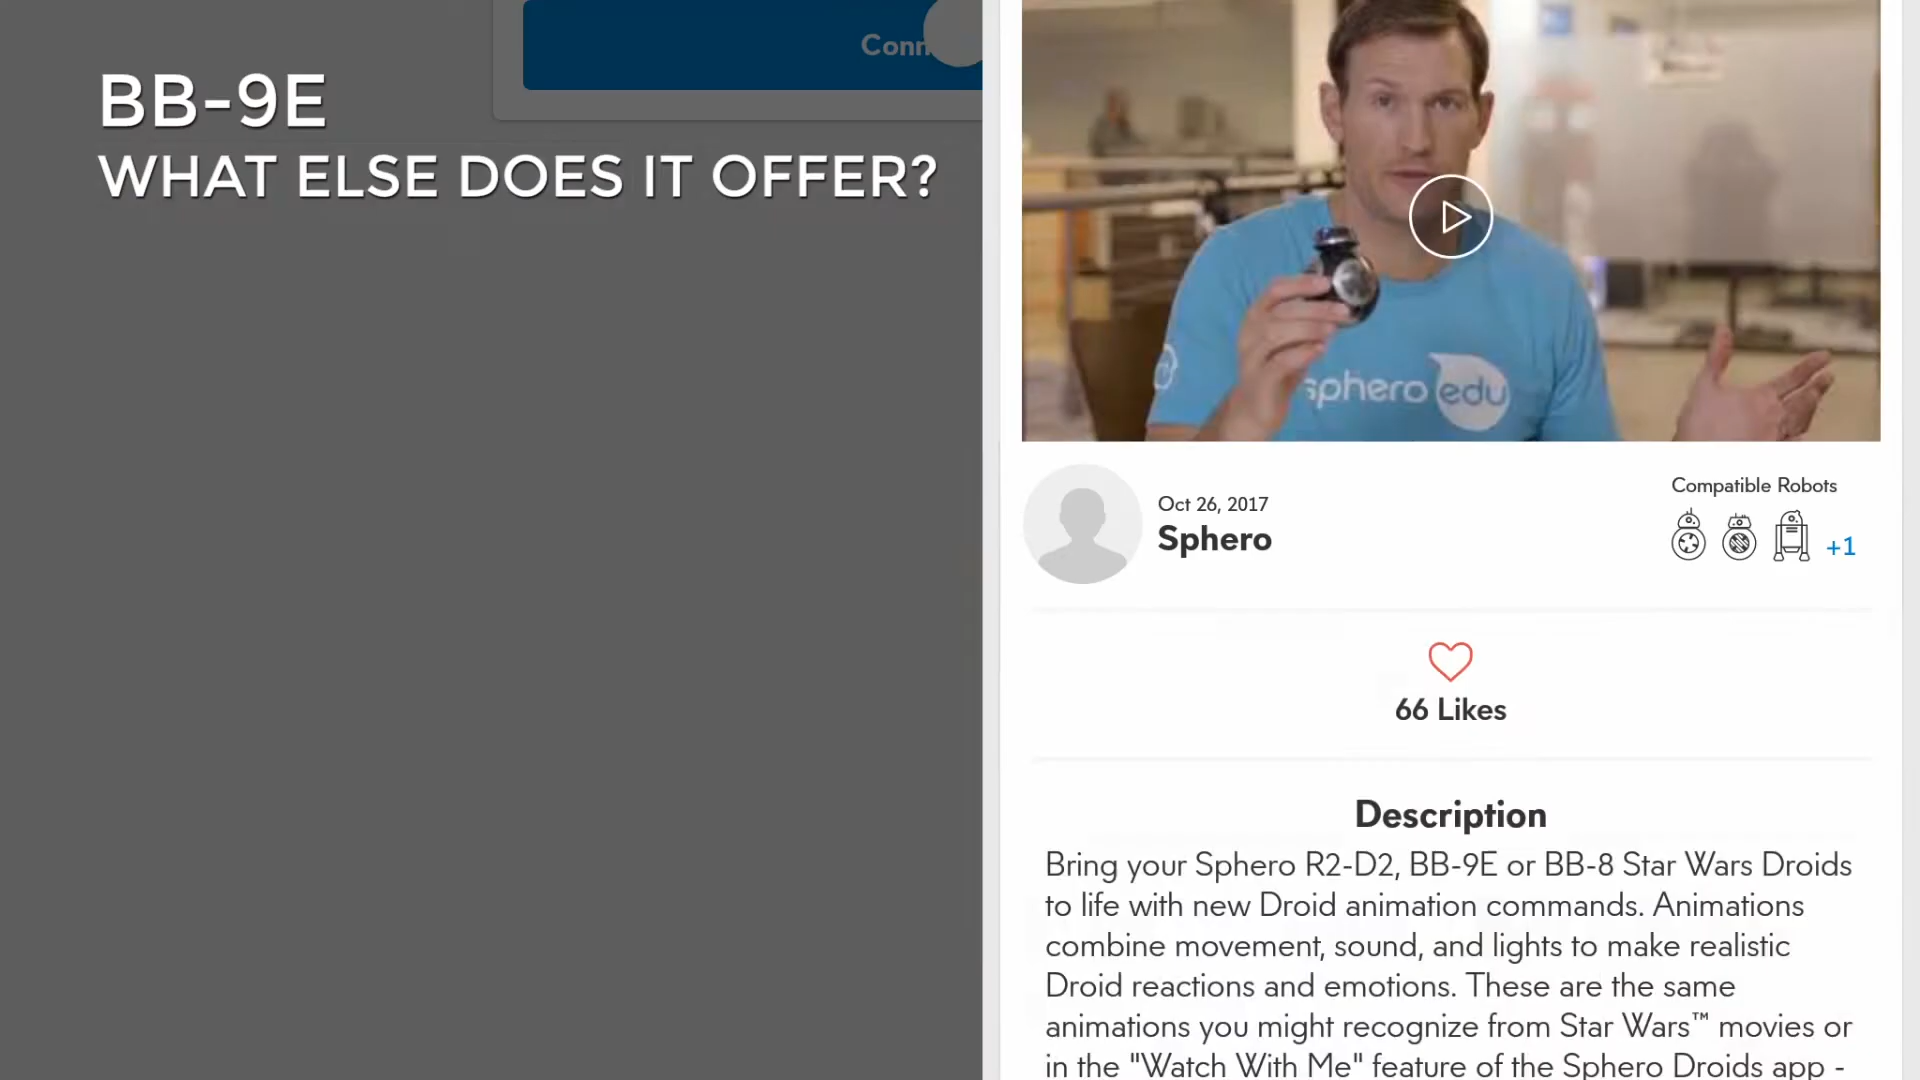 BB-9E
WHAT ELSE DOES IT OFFER?
sphero edu
Oct 26, 2017
Sphero
Compatible Robots
+1
66 Likes
Description
Bring your Sphero R2-D2, BB-9E or BB-8 Star Wars Droids
to life with new Droid animation commands. Animations
combine movement, sound, and lights to make realistic
Droid reactions and emotions. These are the same
animations you might recognize from Star Wars™ movies or
in the "Watch With Me" feature of the Sphero Droids app -